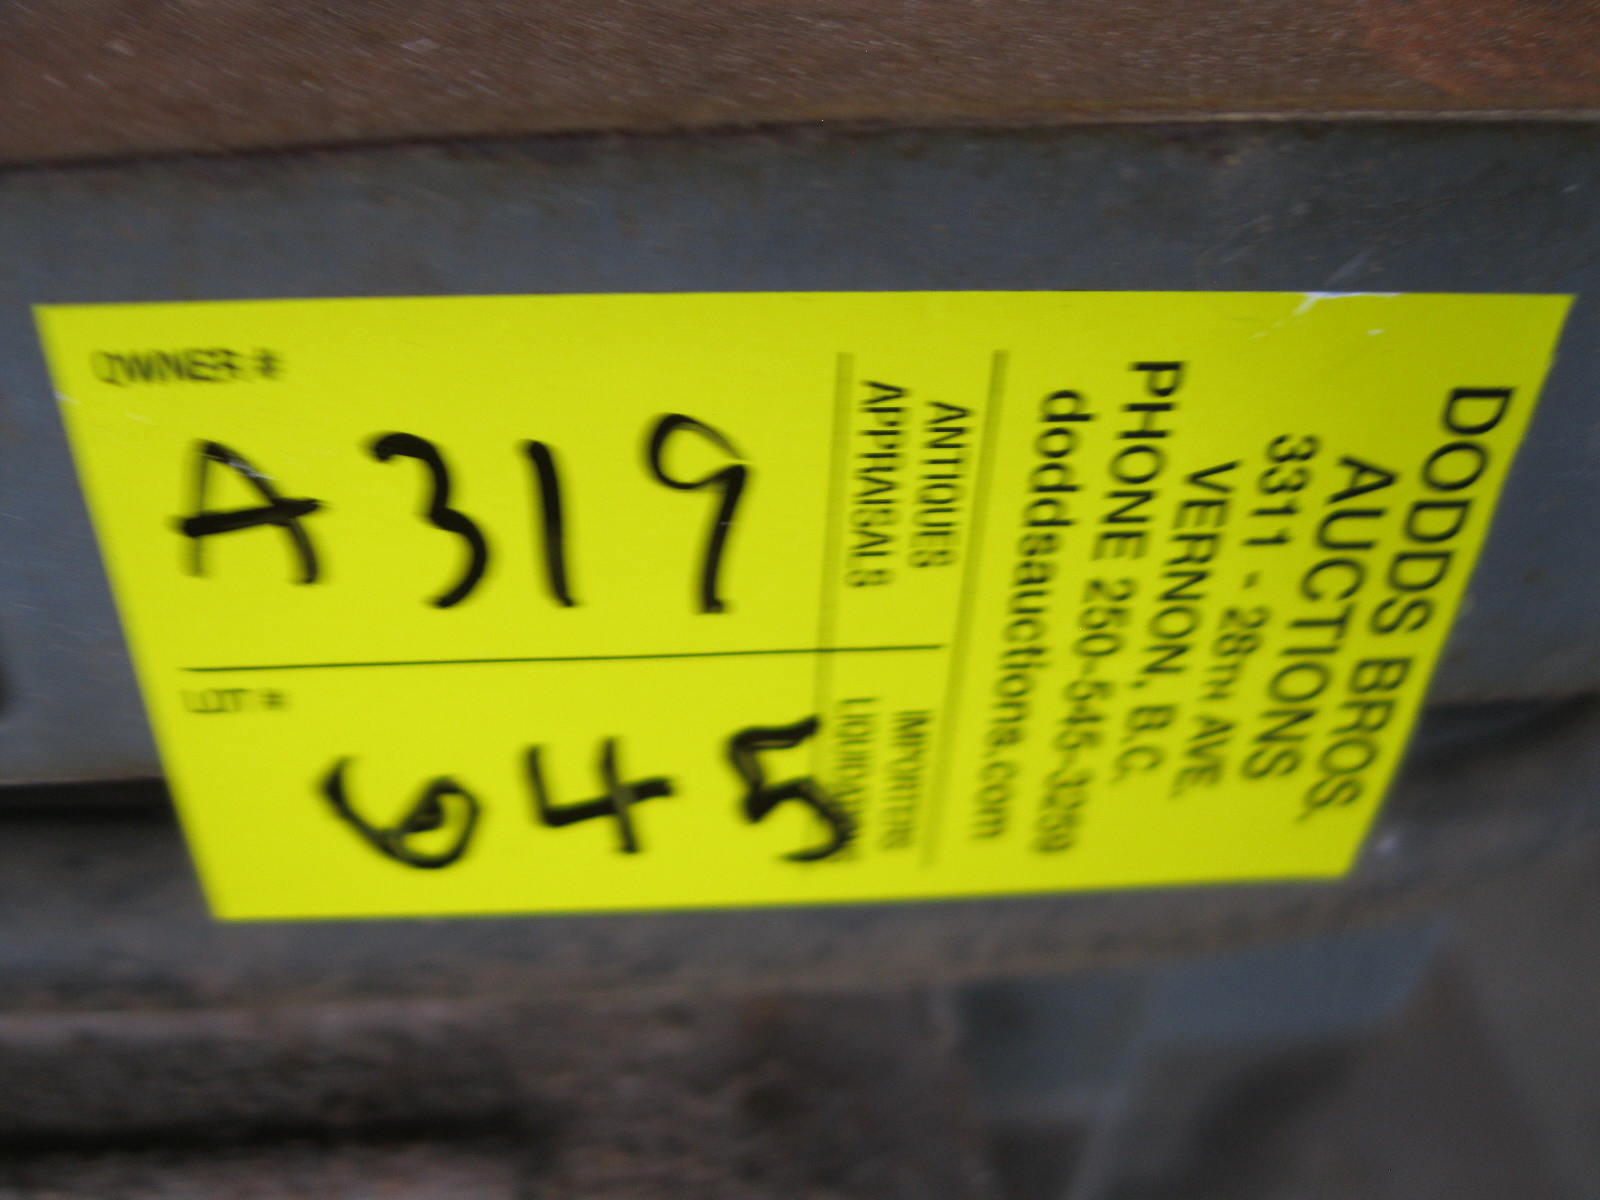 OWNER #
A319
LOT #
645
DODDS BROS.
AUCTIONS
3311 - 28TH AVE.
VERNON, B.C.
PHONE 250-545-3259
doddsauctions.com
ANTIQUES
APPRAISALS
IMPORTERS
LIQUIDATORS